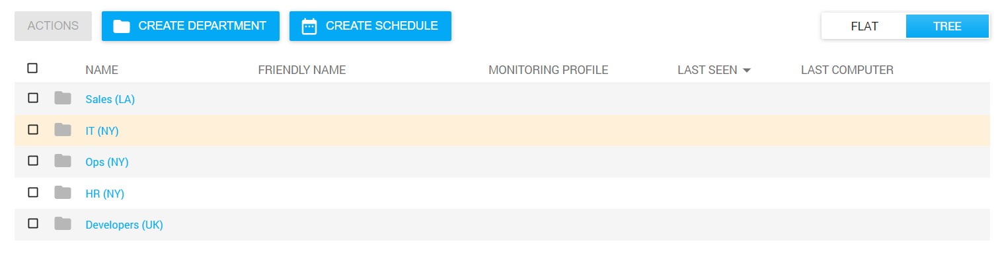 ACTIONS CREATE DEPARTMENT CREATE SCHEDULE FLAT TREE
NAME FRIENDLY NAME MONITORING PROFILE LAST SEEN LAST COMPUTER
Sales (LA)
IT (NY)
Ops (NY)
HR (NY)
Developers (UK)